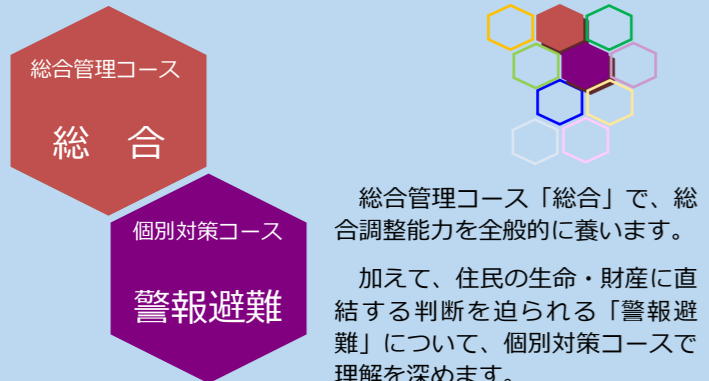 総合管理コース
総　合
個別対策コース
警報避難
　総合管理コース「総合」で、総
合調整能力を全般的に養います。
　加えて、住民の生命・財産に直
結する判断を迫られる「警報避
難」について、個別対策コースで
理解を深めます。